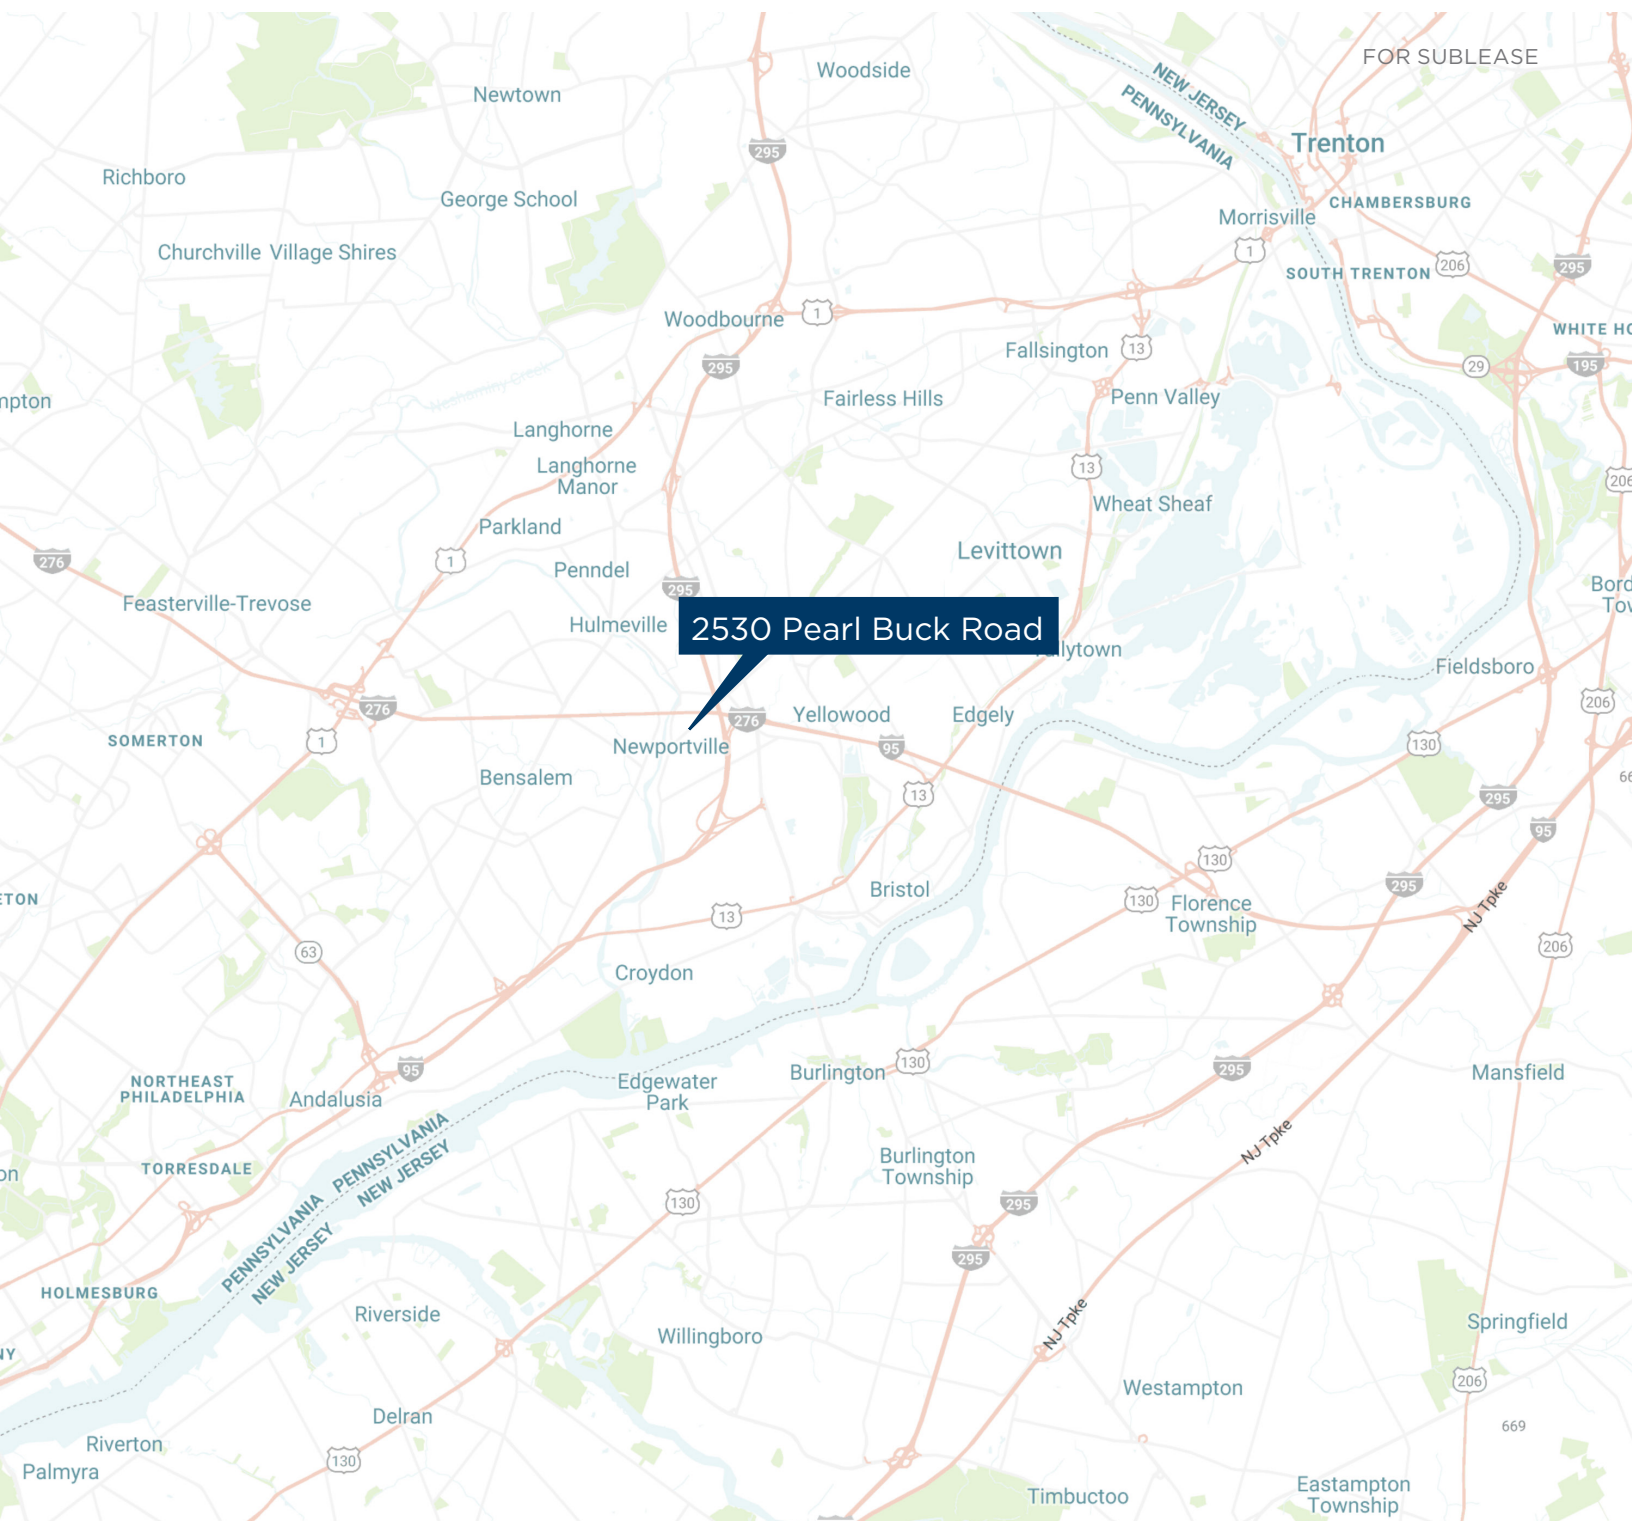 FOR SUBLEASE
Woodside
NEW JERSEY
PENNSYLVANIA
Newtown
Trenton
295
Richboro
George School
CHAMBERSBURG
Morrisville
Churchville
Village Shires
1
206
SOUTH TRENTON
295
Woodbourne
1
WHITE HO
Fallsington
13
295
29
195
Neshaminy Creek
Fairless Hills
Penn Valley
Langhorne
Langhorne
Manor
13
206
Wheat Sheaf
Parkland
Levittown
276
1
Penndel
295
Feasterville-Trevose
Hulmeville
2530 Pearl Buck Road
Fieldsboro
276
276
Yellowood
Edgely
206
SOMERTON
1
Newportville
95
130
Bensalem
13
295
95
130
295
Bristol
130
Florence
Township
NJ Tpke
13
63
206
Croydon
95
130
295
NORTHEAST
PHILADELPHIA
Andalusia
Edgewater
Park
Burlington
Mansfield
PENNSYLVANIA
NEW JERSEY
NJ Tpke
TORRESDALE
Burlington
Township
130
295
PENNSYLVANIA
NEW JERSEY
295
HOLMESBURG
Riverside
Willingboro
NJ Tpke
Springfield
206
Westampton
Delran
669
Riverton
130
Palmyra
Timbuctoo
Eastampton
Township